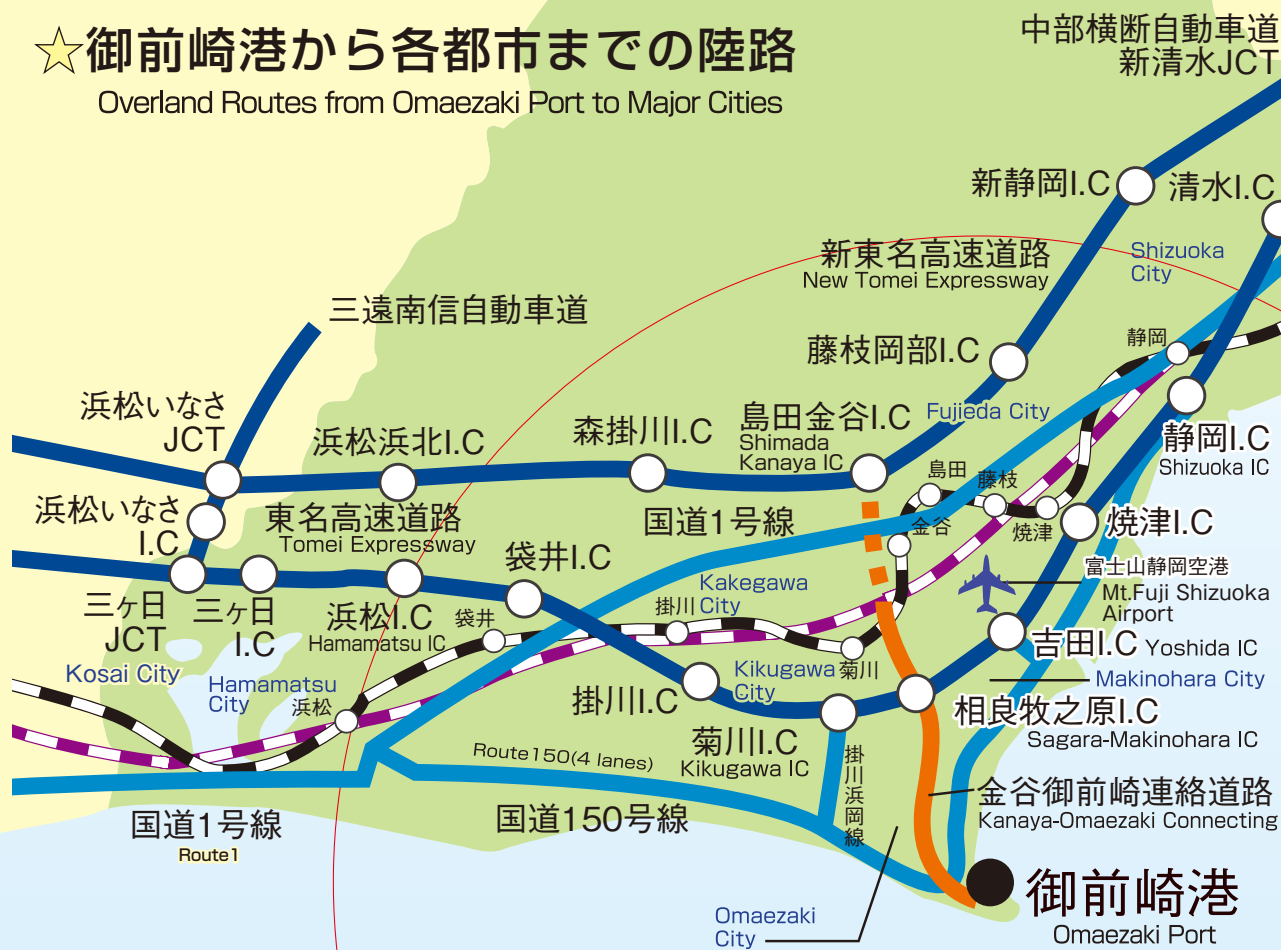 ☆御前崎港から各都市までの陸路
Overland Routes from Omaezaki Port to Major Cities
中部横断自動車道
新清水JCT
新静岡I.C
清水I.C
新東名高速道路
New Tomei Expressway
Shizuoka
City
三遠南信自動車道
静岡
藤枝岡部I.C
浜松いなさ
JCT
浜松浜北I.C
森掛川I.C
島田金谷I.C
Shimada
Kanaya IC
Fujieda City
静岡I.C
Shizuoka IC
島田
藤枝
浜松いなさ
I.C
東名高速道路
Tomei Expressway
国道1号線
金谷
焼津
焼津I.C
袋井I.C
富士山静岡空港
Mt.Fuji Shizuoka
Airport
三ヶ日
JCT
三ヶ日
I.C
浜松I.C
Hamamatsu IC
袋井
掛川
Kakegawa
City
吉田I.C
Yoshida IC
Kosai City
Hamamatsu
City
浜松
掛川I.C
Kikugawa
City
菊川
Makinohara City
相良牧之原I.C
Sagara-Makinohara IC
菊川I.C
Kikugawa IC
Route150(4 lanes)
掛川浜岡線
国道1号線
Route1
国道150号線
金谷御前崎連絡道路
Kanaya-Omaezaki Connecting
御前崎港
Omaezaki Port
Omaezaki
City